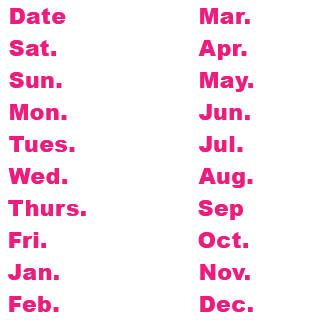 Date
Sat.
Sun.
Mon.
Tues.
Wed.
Thurs.
Fri.
Jan.
Feb.
Mar.
Apr.
May.
Jun.
Jul.
Aug.
Sep
Oct.
Nov.
Dec.